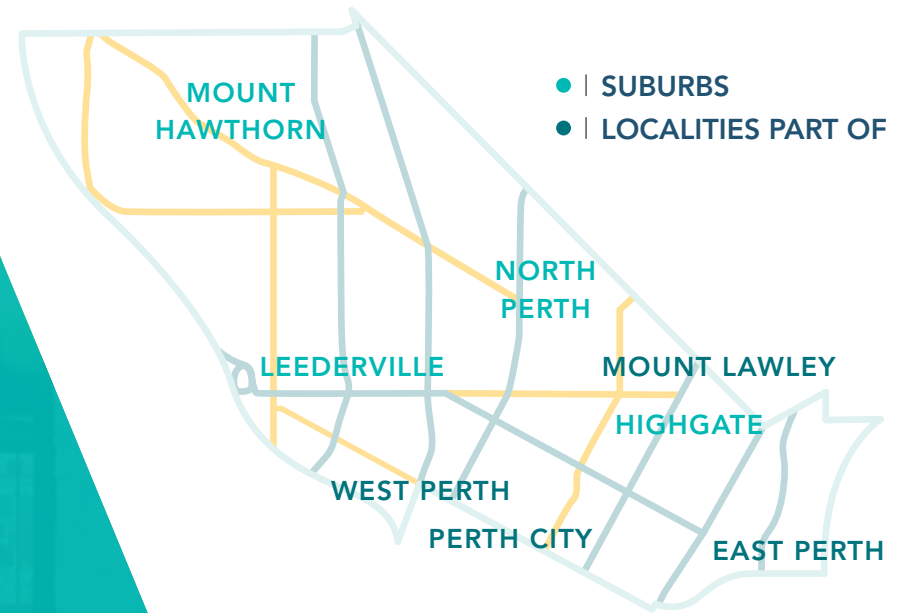 MOUNT
HAWTHORN
| SUBURBS
| LOCALITIES PART OF
NORTH
PERTH
LEEDERVILLE
MOUNT LAWLEY
HIGHGATE
WEST PERTH
PERTH CITY
EAST PERTH